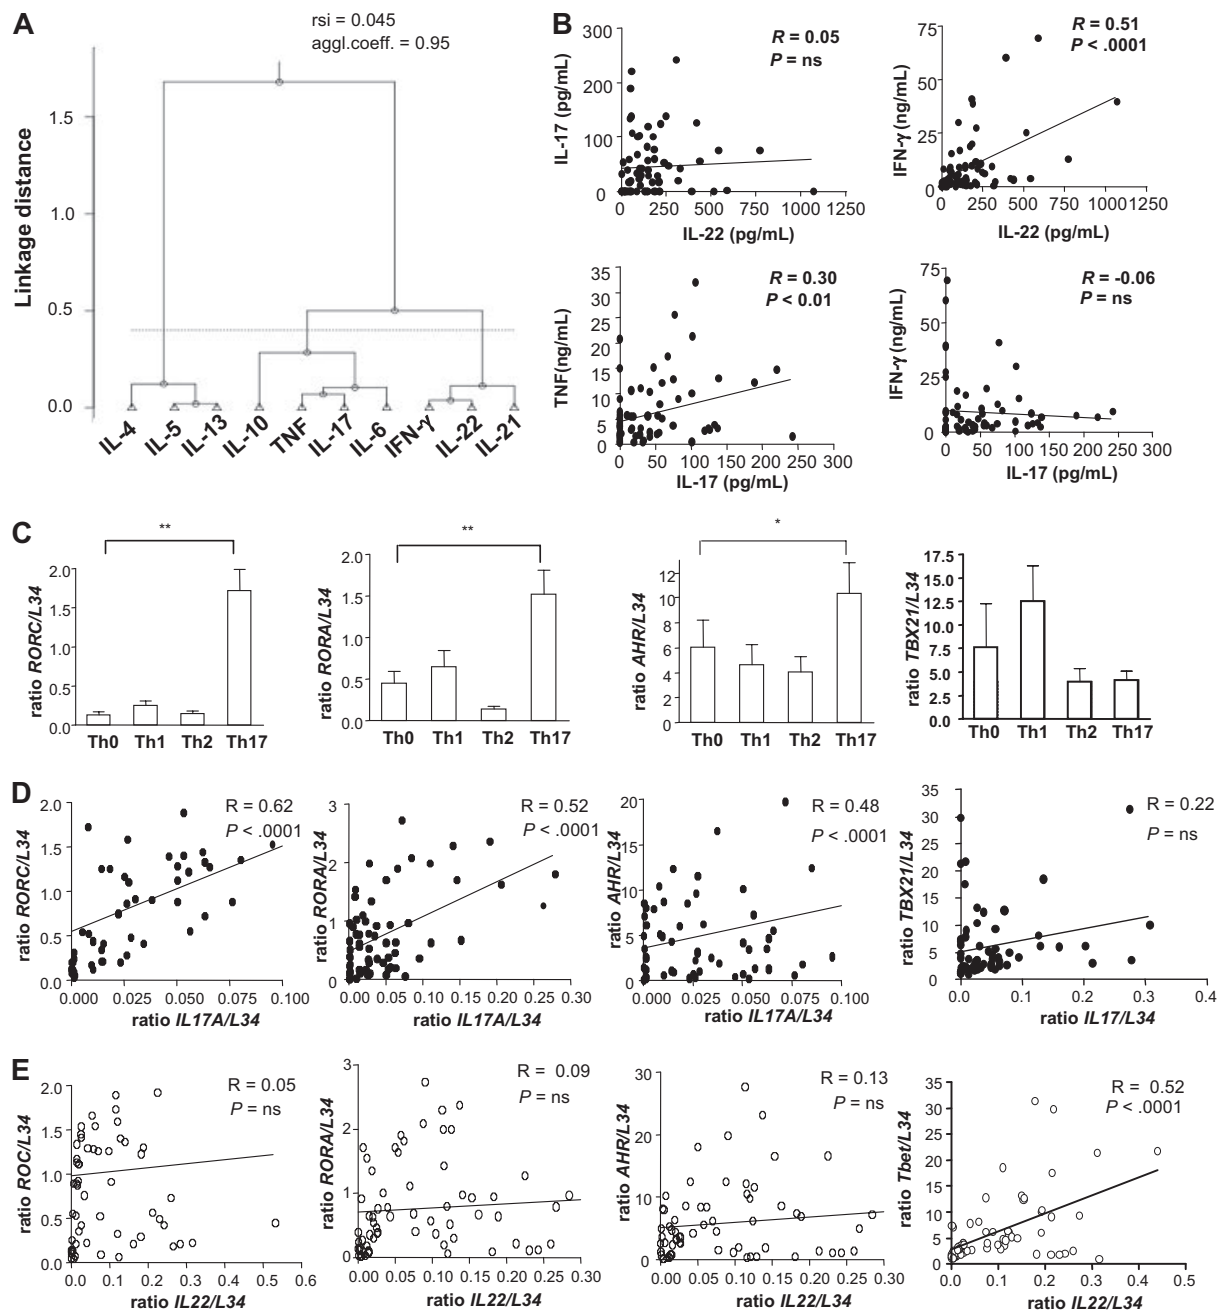 A
rsi = 0.045
aggl.coeff. = 0.95
Linkage distance
1.5
1.0
0.5
0.0
IL-4 IL-5 IL-13 IL-10 TNF IL-17 IL-6 IFN-γ IL-22 IL-21
B
R = 0.05
P = ns
IL-17 (pg/mL)
300
200
100
0
0 250 500 750 1000 1250
IL-22 (pg/mL)
R = 0.51
P < .0001
IFN-γ (ng/mL)
75
50
25
0
0 250 500 750 1000 1250
IL-22 (pg/mL)
R = 0.30
P < 0.01
TNF(ng/mL)
35
30
25
20
15
10
5
0
0 50 100 150 200 250 300
IL-17 (pg/mL)
R = -0.06
P = ns
IFN-γ (ng/mL)
75
50
25
0
0 50 100 150 200 250 300
IL-17 (pg/mL)
C
**
ratio RORC/L34
2.0
1.5
1.0
0.5
0.0
Th0 Th1 Th2 Th17
**
ratio RORA/L34
2.0
1.5
1.0
0.5
0.0
Th0 Th1 Th2 Th17
*
ratio AHR/L34
12
10
8
6
4
2
0
Th0 Th1 Th2 Th17
ratio TBX21/L34
17.5
15.0
12.5
10.0
7.5
5.0
2.5
0.0
Th0 Th1 Th2 Th17
D
R = 0.62
P < .0001
ratio RORC/L34
2.0
1.5
1.0
0.5
0.0
0.000 0.025 0.050 0.075 0.100
ratio IL17A/L34
R = 0.52
P < .0001
ratio RORA/L34
3
2
1
0
0.00 0.05 0.10 0.15 0.20 0.25 0.30
ratio IL17A/L34
R = 0.48
P < .0001
ratio AHR/L34
20
15
10
5
0
0.000 0.025 0.050 0.075 0.100
ratio IL17A/L34
R = 0.22
P = ns
ratio TBX21/L34
35
30
25
20
15
10
5
0
0.0 0.1 0.2 0.3 0.4
ratio IL17/L34
E
R = 0.05
P = ns
ratio ROC/L34
2.0
1.5
1.0
0.5
0.0
0.0 0.1 0.2 0.3 0.4 0.5 0.6
ratio IL22/L34
R = 0.09
P = ns
ratio RORA/L34
3
2
1
0
0.00 0.05 0.10 0.15 0.20 0.25 0.30
ratio IL22/L34
R = 0.13
P = ns
ratio AHR/L34
30
20
10
0
0.00 0.05 0.10 0.15 0.20 0.25 0.30
ratio IL22/L34
R = 0.52
P < .0001
ratio Tbet/L34
35
30
25
20
15
10
5
0
0.0 0.1 0.2 0.3 0.4 0.5
ratio IL22/L34